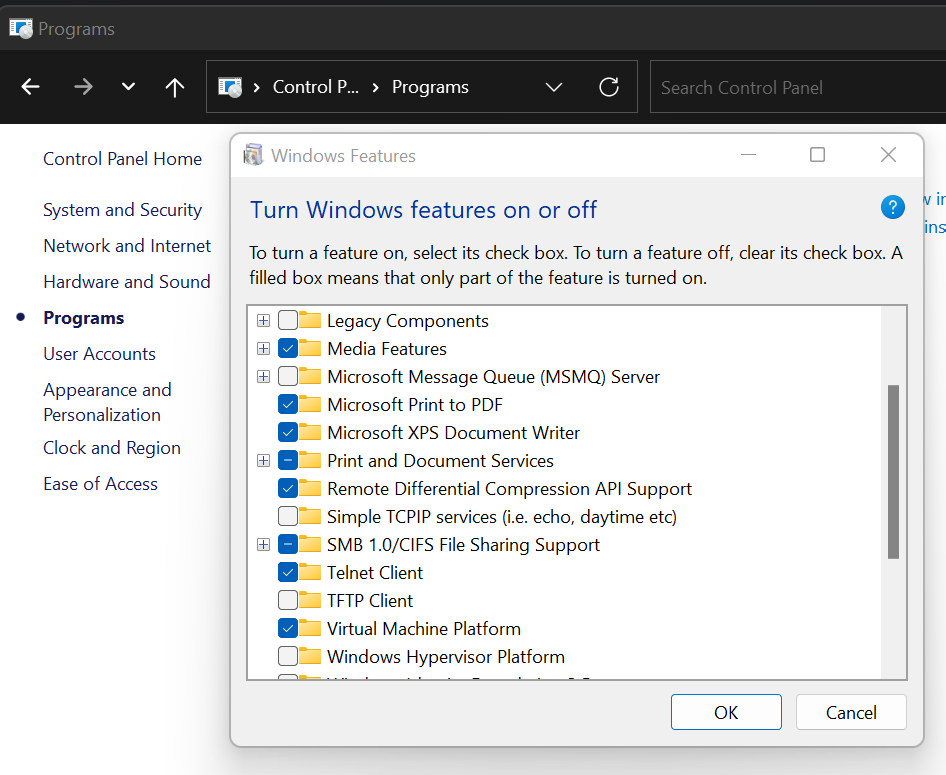 Programs
Control P...
Programs
Search Control Panel
Control Panel Home
System and Security
Network and Internet
Hardware and Sound
Programs
User Accounts
Appearance and
Personalization
Clock and Region
Ease of Access
Windows Features
Turn Windows features on or off
?
To turn a feature on, select its check box. To turn a feature off, clear its check box. A
filled box means that only part of the feature is turned on.
Legacy Components
Media Features
Microsoft Message Queue (MSMQ) Server
Microsoft Print to PDF
Microsoft XPS Document Writer
Print and Document Services
Remote Differential Compression API Support
Simple TCPIP services (i.e. echo, daytime etc)
SMB 1.0/CIFS File Sharing Support
Telnet Client
TFTP Client
Virtual Machine Platform
Windows Hypervisor Platform
OK
Cancel